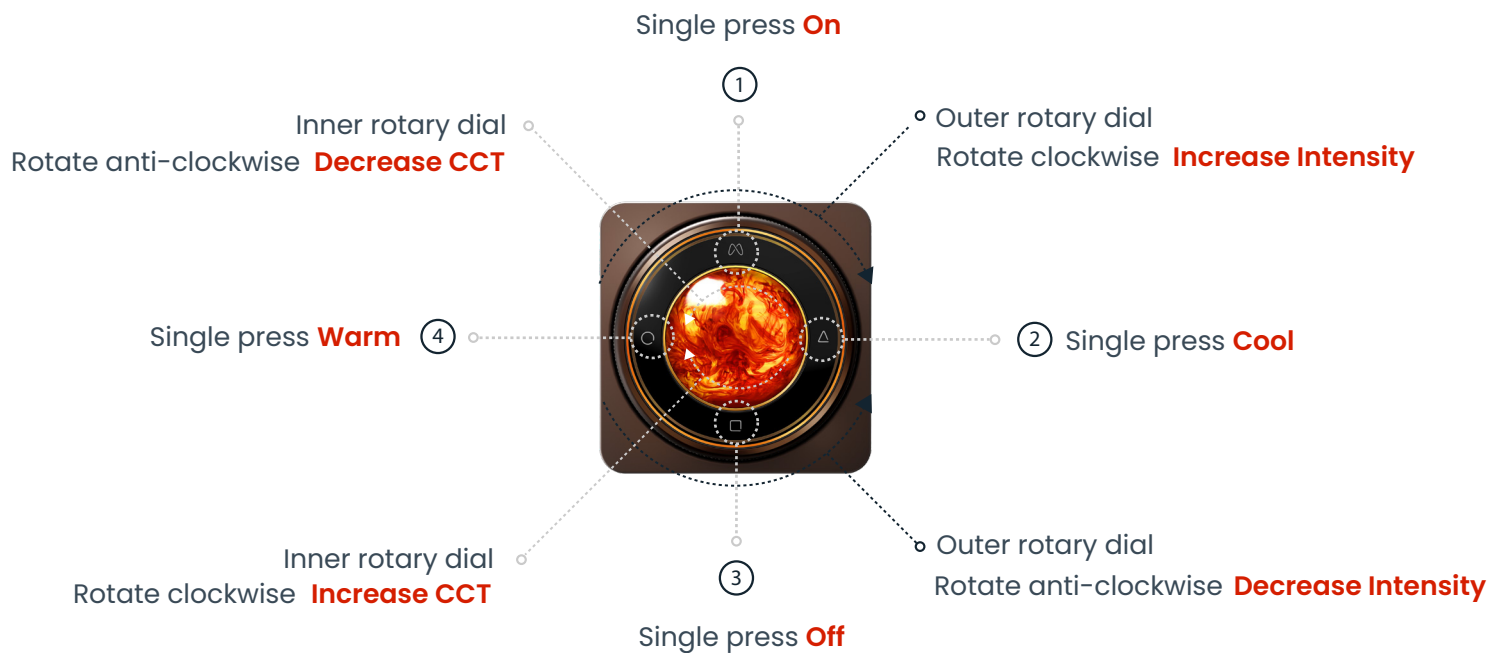 Single press On
1
Inner rotary dial
Rotate anti-clockwise Decrease CCT
Outer rotary dial
Rotate clockwise Increase Intensity
Single press Warm 4
2 Single press Cool
Inner rotary dial
Rotate clockwise Increase CCT
Outer rotary dial
Rotate anti-clockwise Decrease Intensity
3
Single press Off